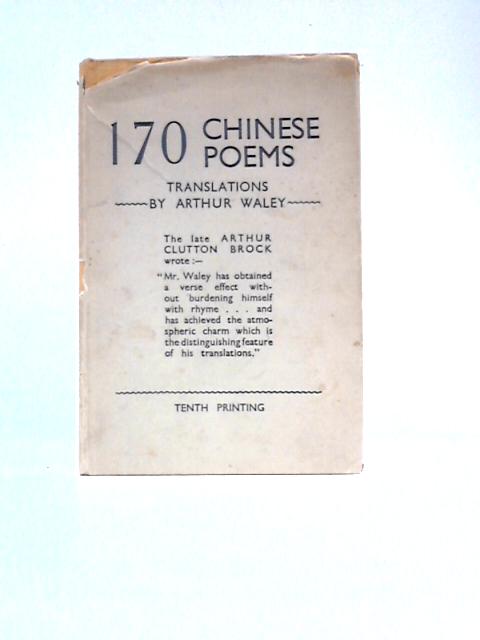 170 CHINESE
POEMS
TRANSLATIONS
BY ARTHUR WALEY
The late ARTHUR
CLUTTON BROCK
wrote :—
"Mr. Waley has obtained
a verse effect with-
out burdening himself
with rhyme . . . and
has achieved the atmo-
spheric charm which is
the distinguishing feature
of his translations."
TENTH PRINTING